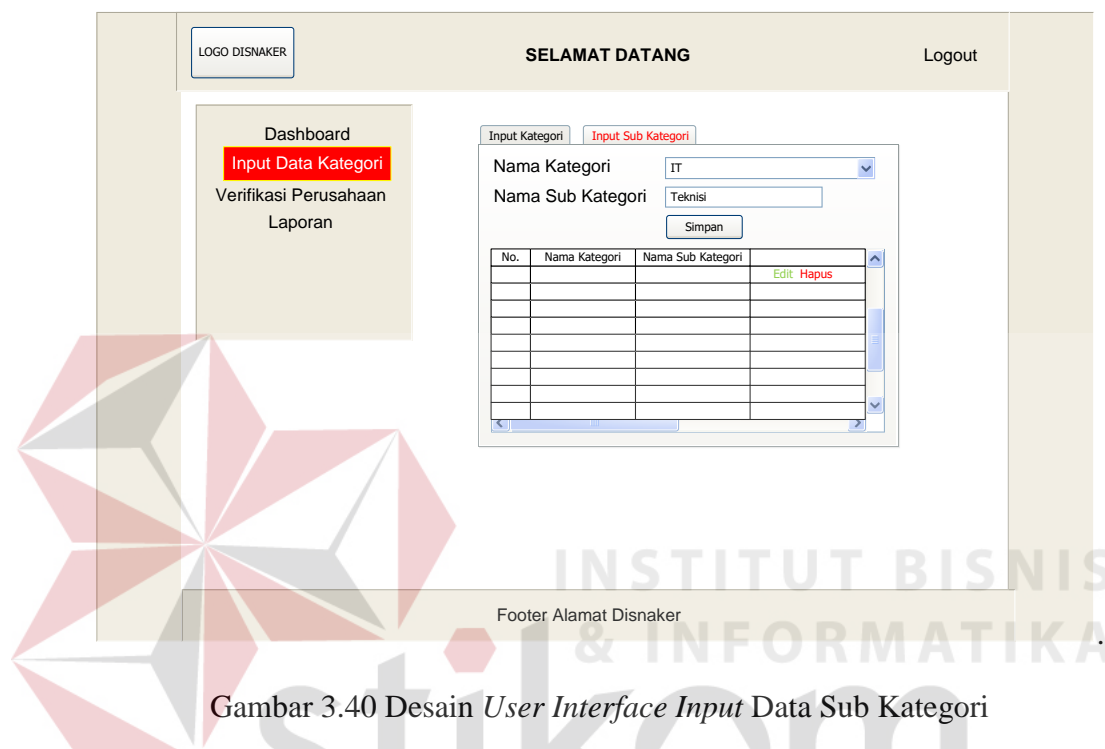 LOGO DISNAKER
SELAMAT DATANG
Logout
Dashboard
Input Data Kategori
Verifikasi Perusahaan
Laporan
Input Kategori
Input Sub Kategori
Nama Kategori
IT
Nama Sub Kategori
Teknisi
Simpan
No.
Nama Kategori
Nama Sub Kategori
Edit Hapus
INSTITUT BISNIS
Footer Alamat Disnaker
& INFORMATIKA
.
stikom
Gambar 3.40 Desain User Interface Input Data Sub Kategori